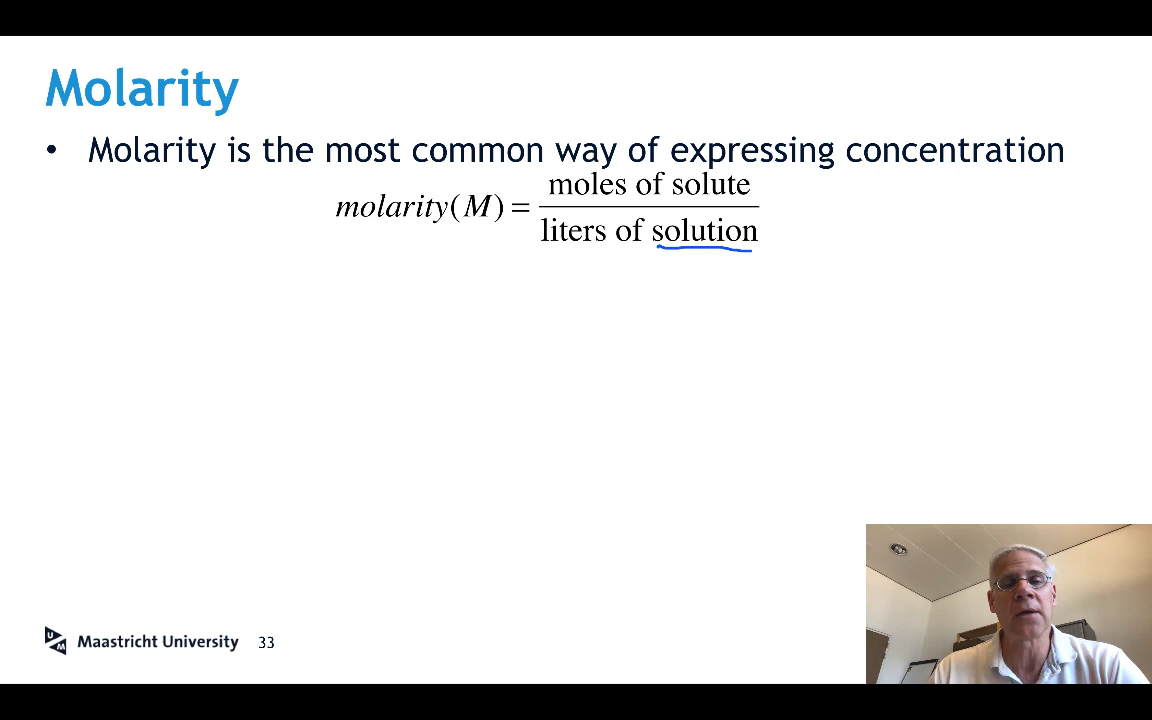 Molarity
• Molarity is the most common way of expressing concentration
molarity(M) = moles of solute / liters of solution
UM Maastricht University 33